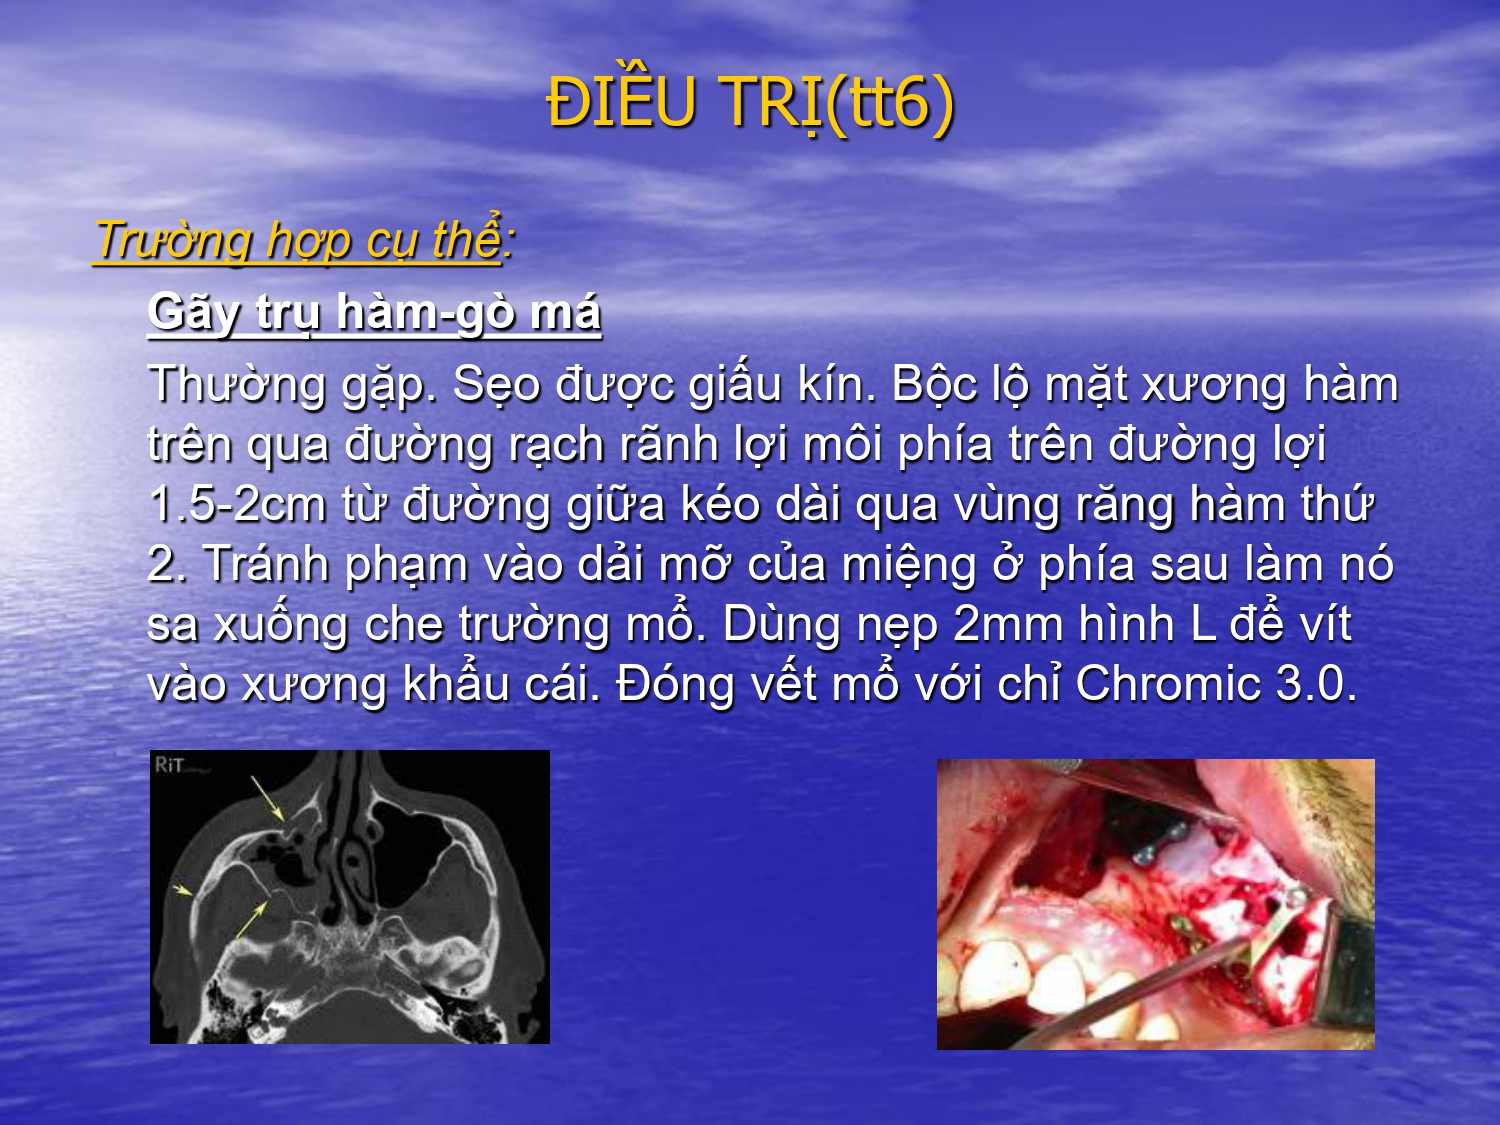 ĐIỀU TRỊ(tt6)
Trường hợp cụ thể:
Gãy trụ hàm-gò má
Thường gặp. Sẹo được giấu kín. Bộc lộ mặt xương hàm
trên qua đường rạch rãnh lợi môi phía trên đường lợi
1.5-2cm từ đường giữa kéo dài qua vùng răng hàm thứ
2. Tránh phạm vào dải mỡ của miệng ở phía sau làm nó
sa xuống che trường mổ. Dùng nẹp 2mm hình L để vít
vào xương khẩu cái. Đóng vết mổ với chỉ Chromic 3.0.
RiT